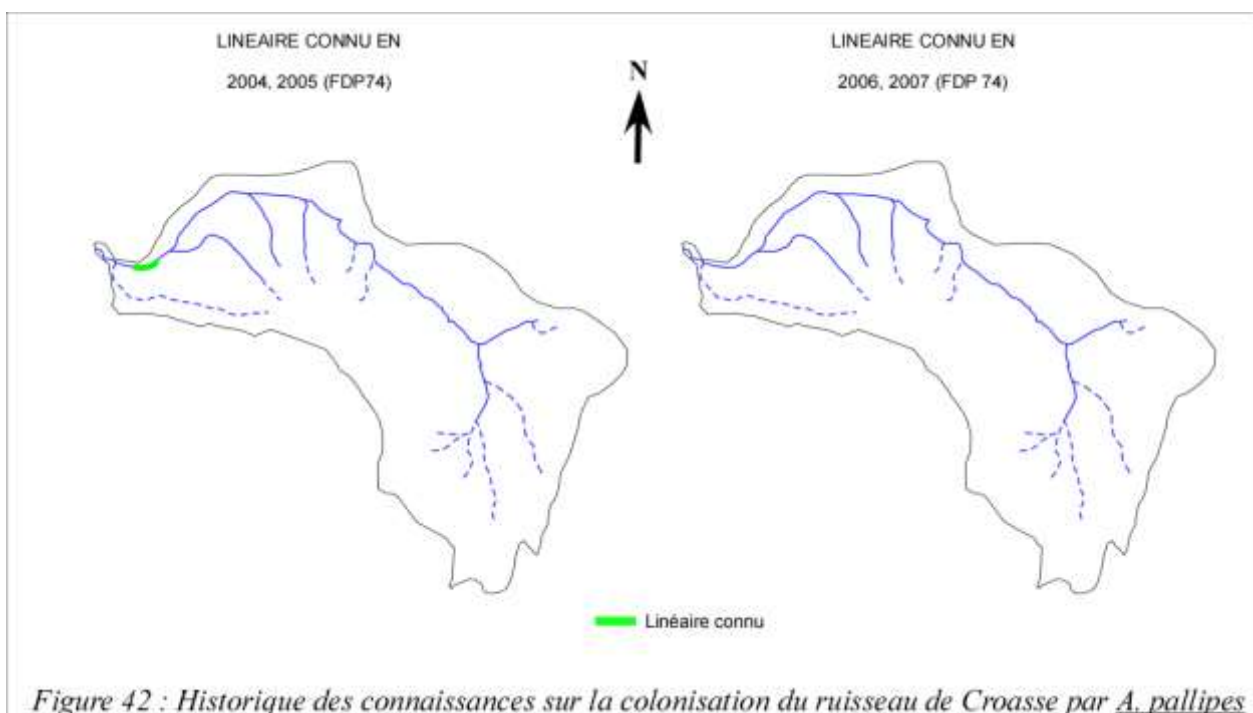 LINEAIRE CONNU EN
2004, 2005 (FDP74)
LINEAIRE CONNU EN
2006, 2007 (FDP 74)
N
Linéaire connu
Figure 42 : Historique des connaissances sur la colonisation du ruisseau de Croasse par A. pallipes